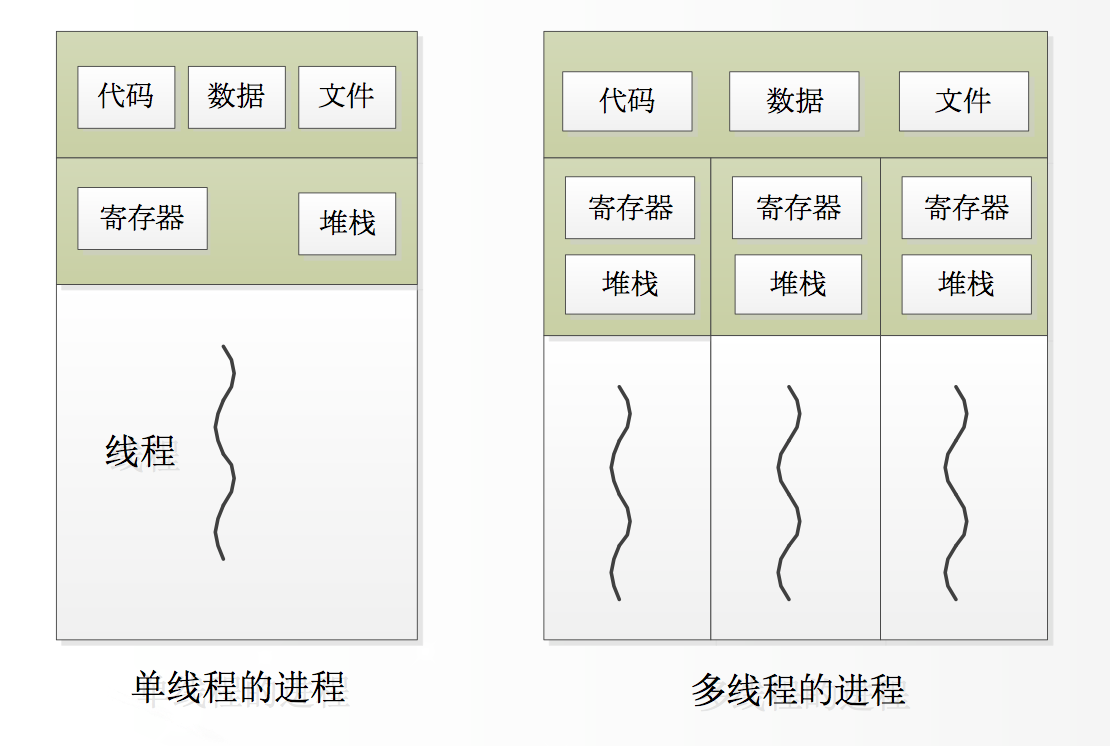 代码 数据 文件
寄存器 堆栈
线程
单线程的进程
代码 数据 文件
寄存器 寄存器 寄存器
堆栈 堆栈 堆栈
多线程的进程